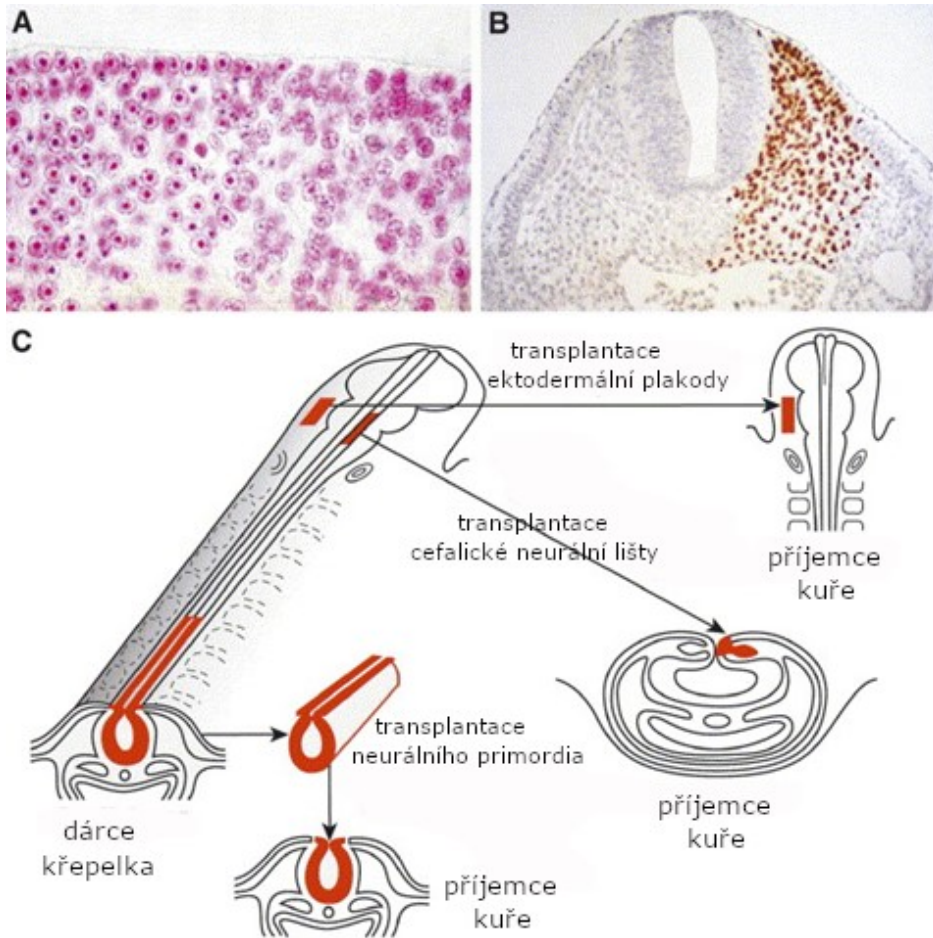 A
B
C
transplantace
ektodermální plakody
transplantace
cefalické neurální lišty
příjemce
kuře
transplantace
neurálního primordia
dárce
křepelka
příjemce
kuře
příjemce
kuře